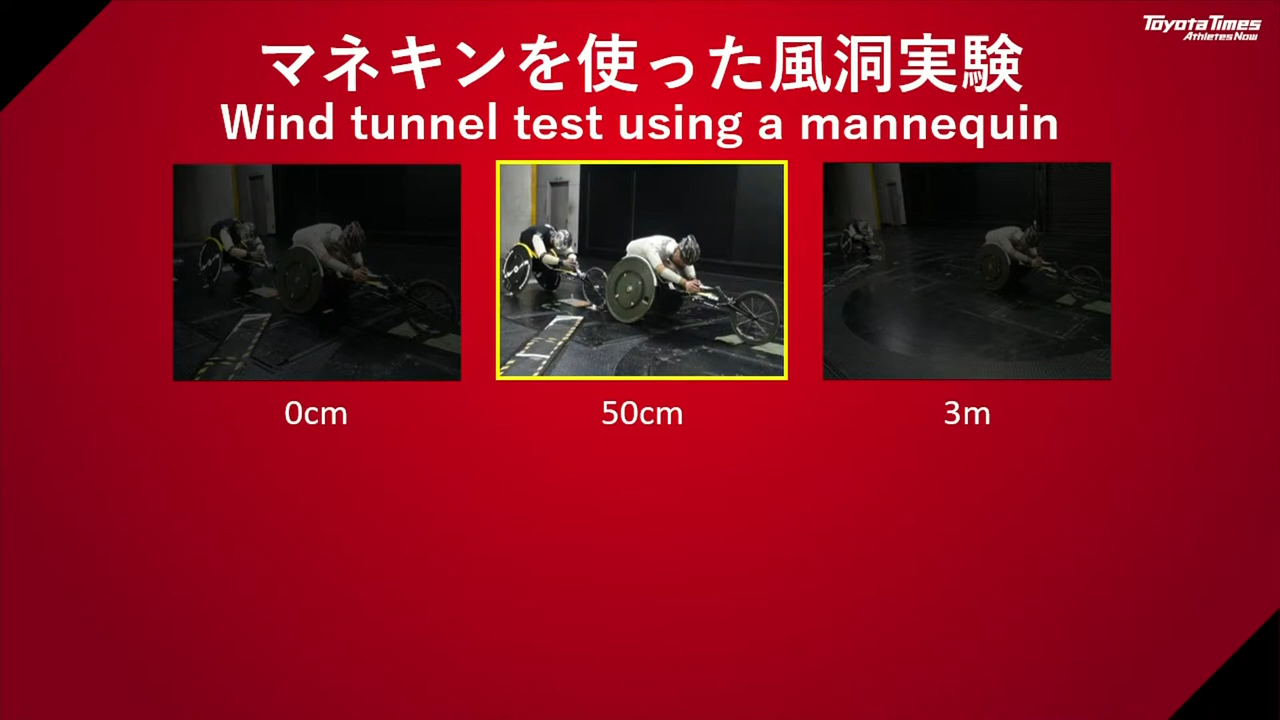 Toyota Times
Athletes Now
マネキンを使った風洞実験
Wind tunnel test using a mannequin
0cm
50cm
3m